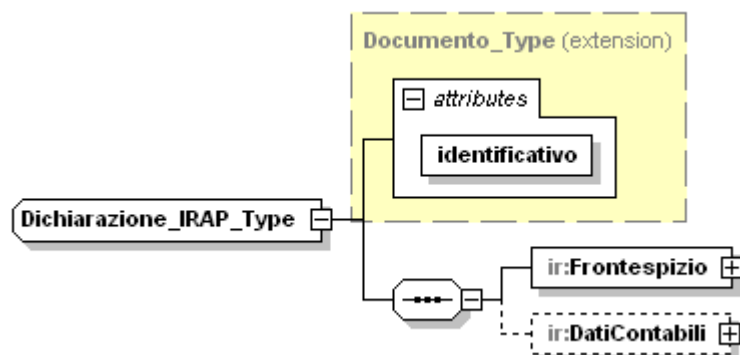 Documento_Type (extension)
attributes
identificativo
Dichiarazione_IRAP_Type
ir:Frontespizio
ir:DatiContabili